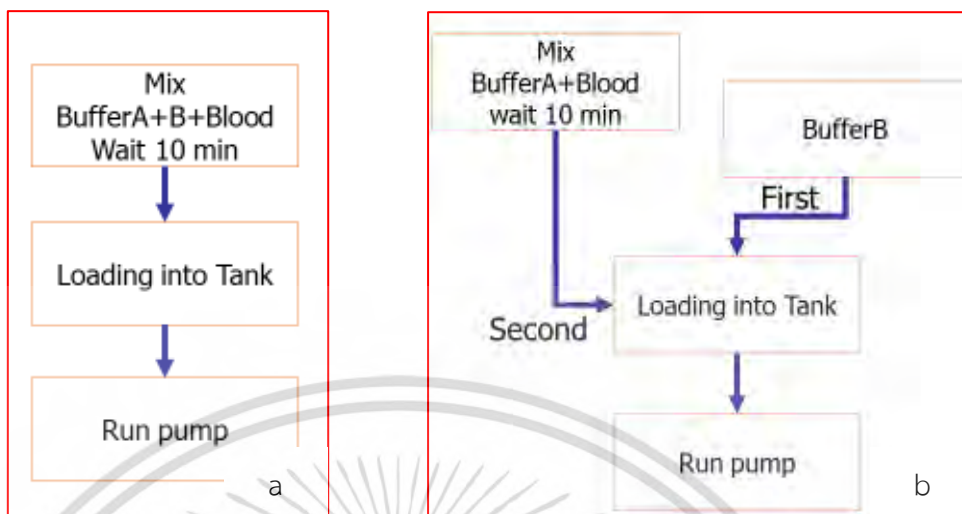 Mix
BufferA+B+Blood
Wait 10 min
Loading into Tank
Run pump
a
Mix
BufferA+Blood
wait 10 min
BufferB
First
Second
Loading into Tank
Run pump
b